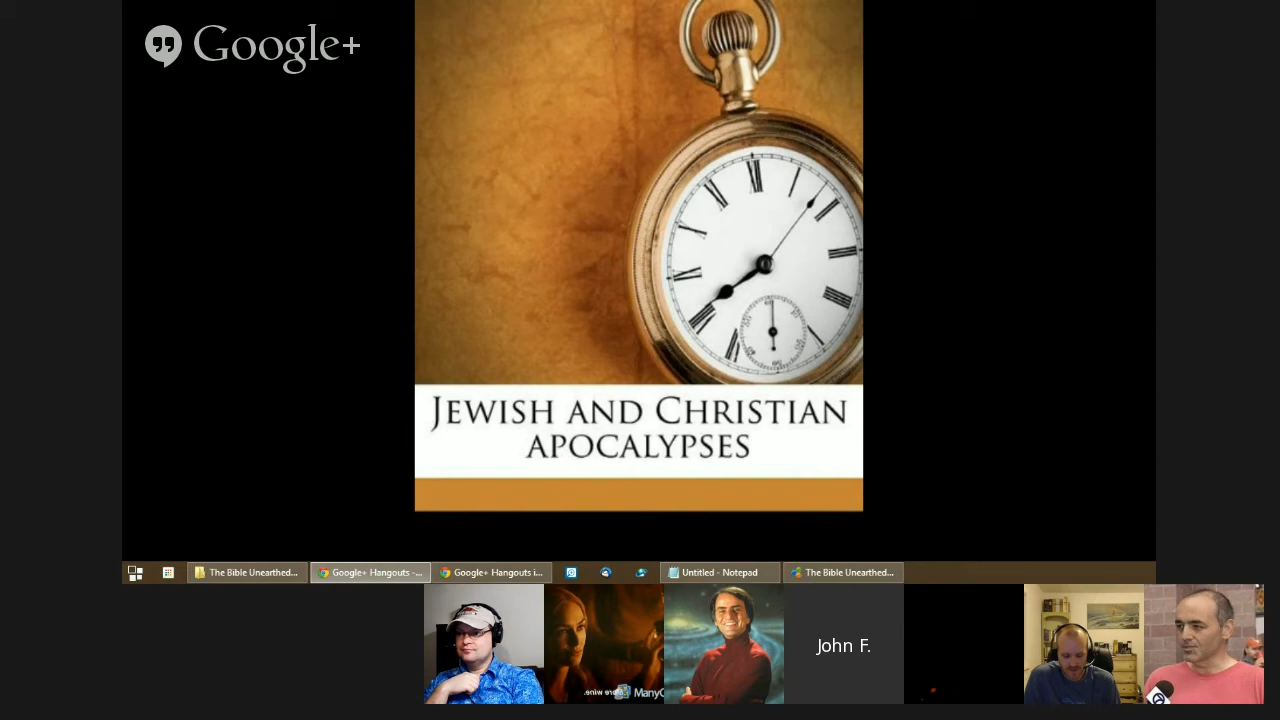 Google+
JEWISH AND CHRISTIAN
APOCALYPSES
The Bible Unearthed...
Google+ Hangouts -...
Google+ Hangouts i...
Untitled - Notepad
The Bible Unearthed...
John F.